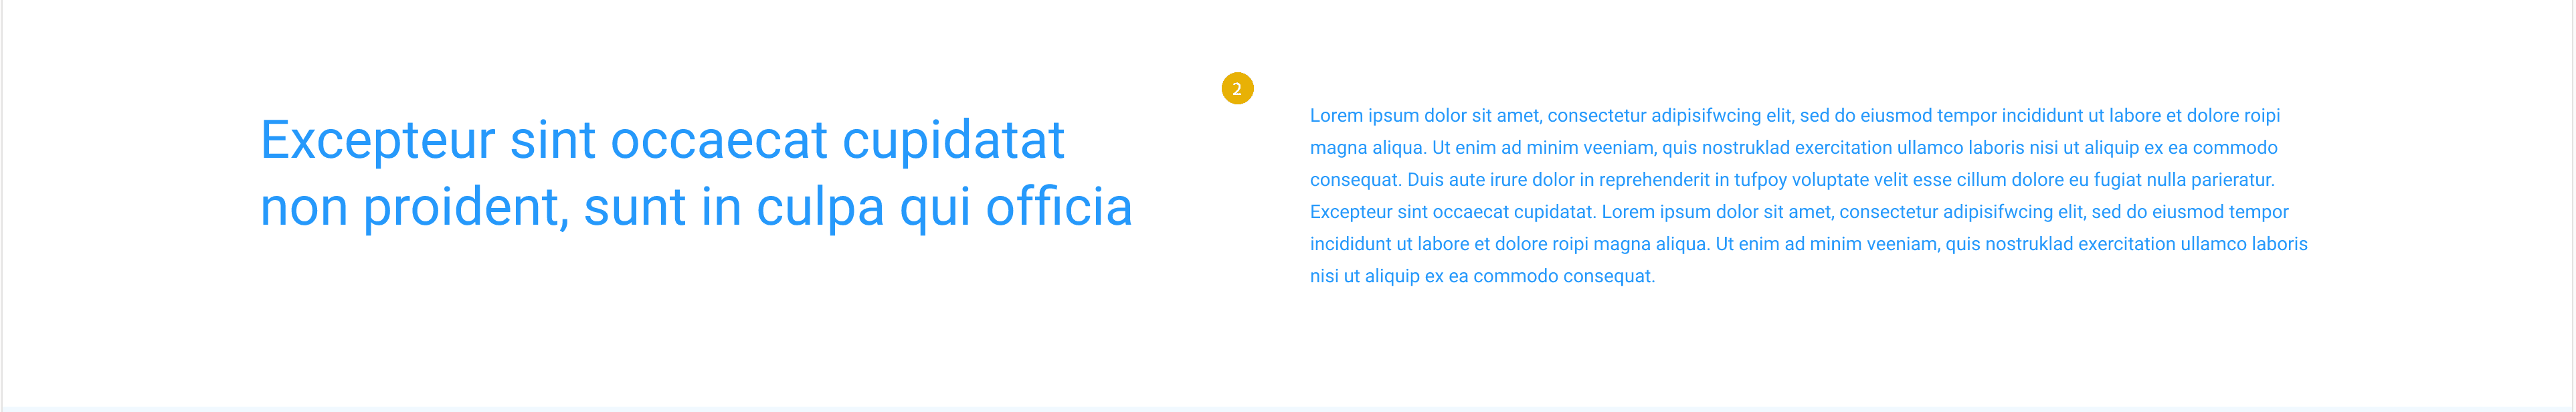 Excepteur sint occaecat cupidatat
non proident, sunt in culpa qui officia
2
Lorem ipsum dolor sit amet, consectetur adipisifwcing elit, sed do eiusmod tempor incididunt ut labore et dolore roipi
magna aliqua. Ut enim ad minim veeniam, quis nostruklad exercitation ullamco laboris nisi ut aliquip ex ea commodo
consequat. Duis aute irure dolor in reprehenderit in tufpoy voluptate velit esse cillum dolore eu fugiat nulla parieratur.
Excepteur sint occaecat cupidatat. Lorem ipsum dolor sit amet, consectetur adipisifwcing elit, sed do eiusmod tempor
incididunt ut labore et dolore roipi magna aliqua. Ut enim ad minim veeniam, quis nostruklad exercitation ullamco laboris
nisi ut aliquip ex ea commodo consequat.